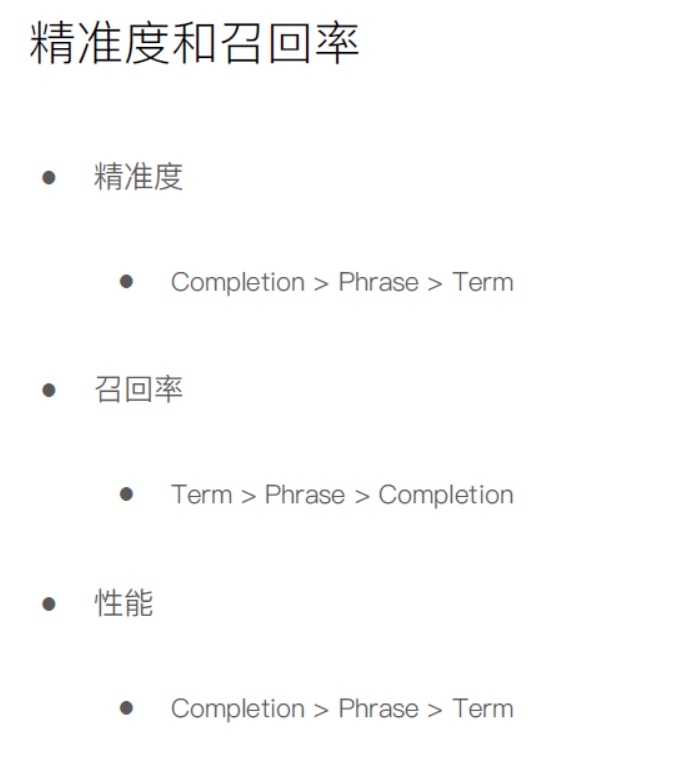 精准度和召回率
精准度
Completion > Phrase > Term
召回率
Term > Phrase > Completion
性能
Completion > Phrase > Term